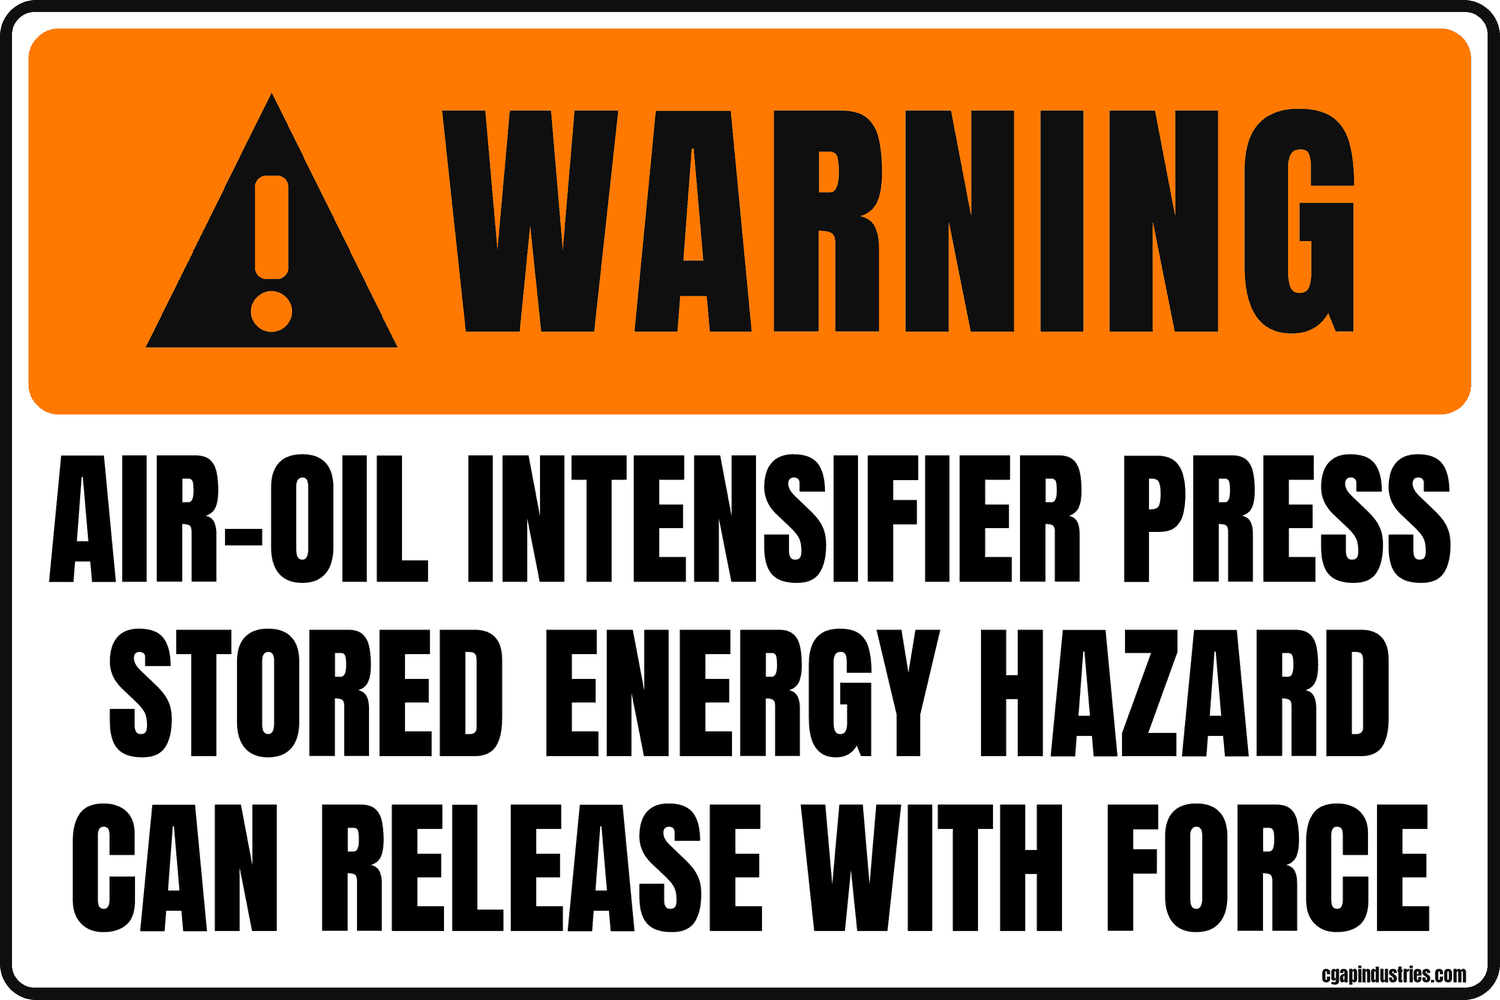 WARNING
AIR-OIL INTENSIFIER PRESS
STORED ENERGY HAZARD
CAN RELEASE WITH FORCE
cgapindustries.com